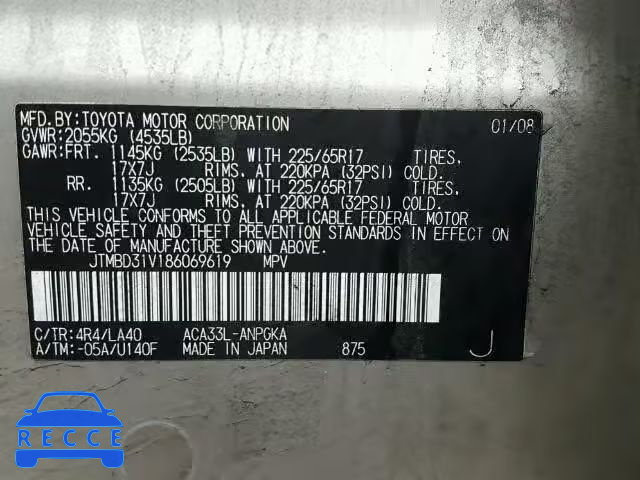 MFD.BY:TOYOTA MOTOR CORPORATION 01/08
GVWR:2055KG (4535LB)
GAWR:FRT. 1145KG (2535LB) WITH 225/65R17 TIRES,
17X7J RIMS, AT 220KPA (32PSI) COLD.
RR. 1135KG (2505LB) WITH 225/65R17 TIRES,
17X7J RIMS, AT 220KPA (32PSI) COLD.
THIS VEHICLE CONFORMS TO ALL APPLICABLE FEDERAL MOTOR
VEHICLE SAFETY AND THEFT PREVENTION STANDARDS IN EFFECT ON
THE DATE OF MANUFACTURE SHOWN ABOVE.
JTMBD31V186069619 MPV
C/TR:4R4/LA40 ACA33L-ANPGKA
A/TM:-05A/U140F MADE IN JAPAN 875 J
RECCE